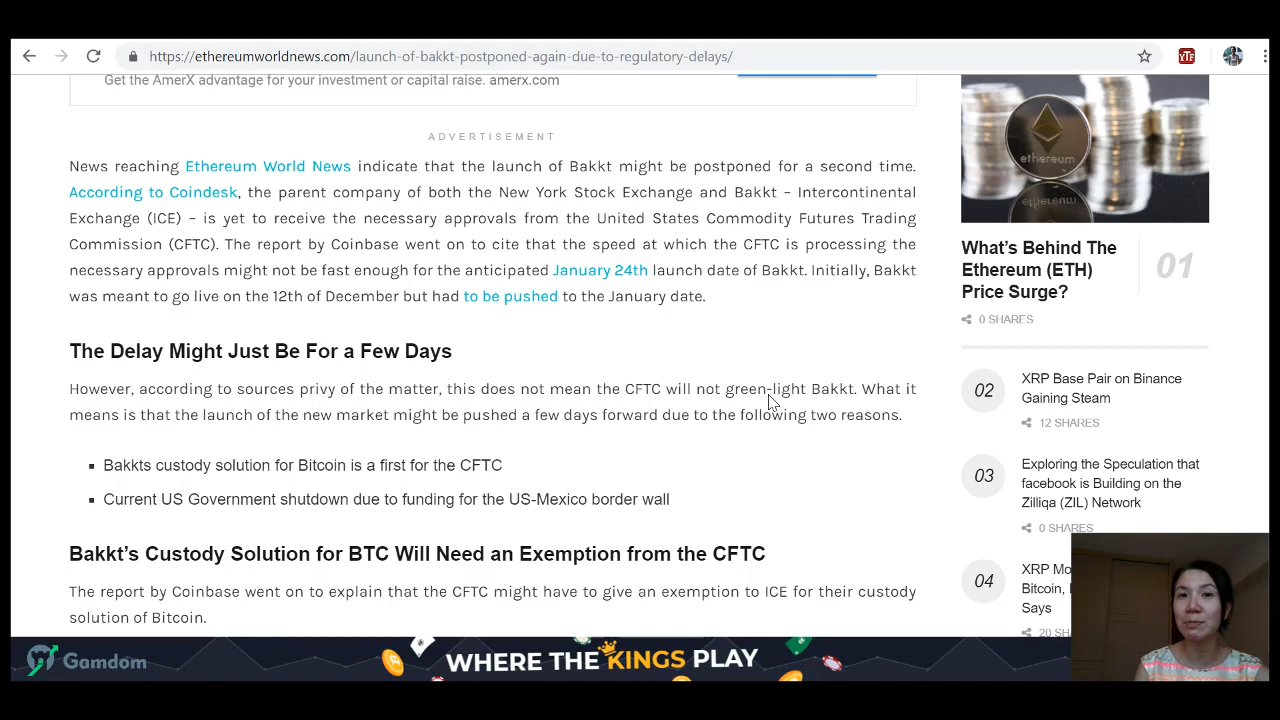 https://ethereumworldnews.com/launch-of-bakkt-postponed-again-due-to-regulatory-delays/
YTF
Get the AmerX advantage for your investment or capital raise. amerx.com
ADVERTISEMENT
News reaching Ethereum World News indicate that the launch of Bakkt might be postponed for a second time.
According to Coindesk, the parent company of both the New York Stock Exchange and Bakkt – Intercontinental
Exchange (ICE) – is yet to receive the necessary approvals from the United States Commodity Futures Trading
Commission (CFTC). The report by Coinbase went on to cite that the speed at which the CFTC is processing the
necessary approvals might not be fast enough for the anticipated January 24th launch date of Bakkt. Initially, Bakkt
was meant to go live on the 12th of December but had to be pushed to the January date.
The Delay Might Just Be For a Few Days
However, according to sources privy of the matter, this does not mean the CFTC will not green-light Bakkt. What it
means is that the launch of the new market might be pushed a few days forward due to the following two reasons.
Bakkts custody solution for Bitcoin is a first for the CFTC
Current US Government shutdown due to funding for the US-Mexico border wall
Bakkt's Custody Solution for BTC Will Need an Exemption from the CFTC
The report by Coinbase went on to explain that the CFTC might have to give an exemption to ICE for their custody
solution of Bitcoin.
ethereum
What's Behind The
Ethereum (ETH)
Price Surge?
01
0 SHARES
02
XRP Base Pair on Binance
Gaining Steam
12 SHARES
03
Exploring the Speculation that
facebook is Building on the
Zilliqa (ZIL) Network
0 SHARES
04
XRP Mo
Bitcoin,
Says
20 SH
Gamdom
WHERE THE KINGS PLAY